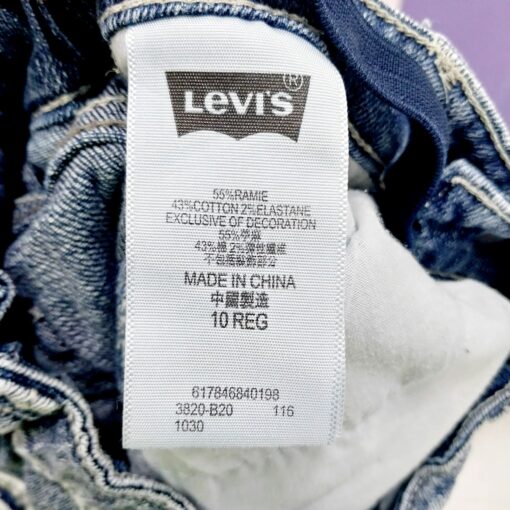 Levi's ®
55%RAMIE
43%COTTON 2%ELASTANE
EXCLUSIVE OF DECORATION
55%苧麻
43%棉 2%彈性纖維
不包括裝飾部分
MADE IN CHINA
中國製造
10 REG
617846840198
3820-B20 116
1030